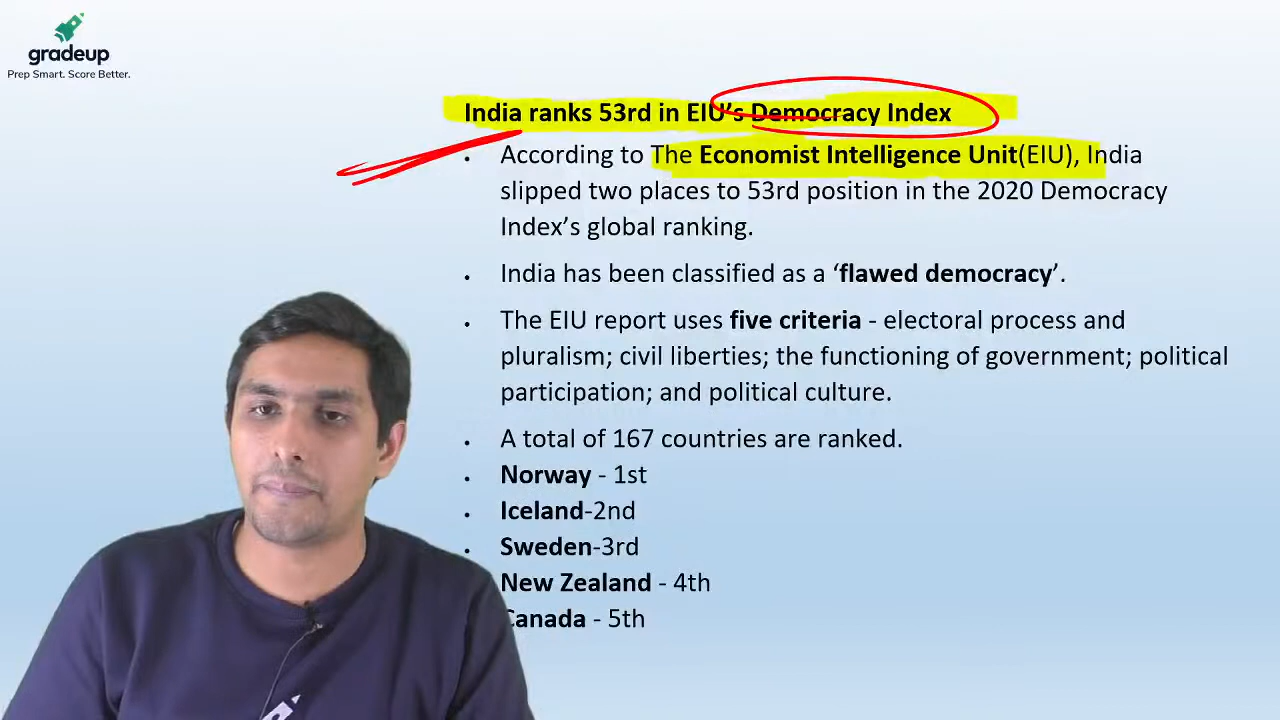 gradeup
Prep Smart. Score Better.
India ranks 53rd in EIU's Democracy Index
• According to The Economist Intelligence Unit(EIU), India
slipped two places to 53rd position in the 2020 Democracy
Index's global ranking.
• India has been classified as a ‘flawed democracy’.
• The EIU report uses five criteria - electoral process and
pluralism; civil liberties; the functioning of government; political
participation; and political culture.
• A total of 167 countries are ranked.
• Norway - 1st
• Iceland-2nd
• Sweden-3rd
New Zealand - 4th
Canada - 5th